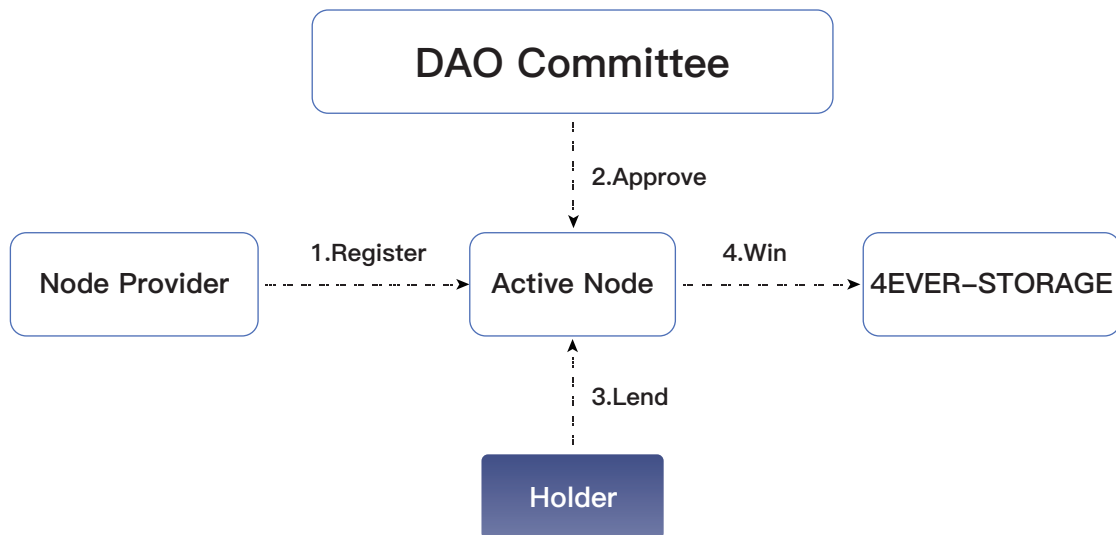 DAO Committee
2.Approve
Node Provider
1.Register
Active Node
4.Win
4EVER–STORAGE
3.Lend
Holder